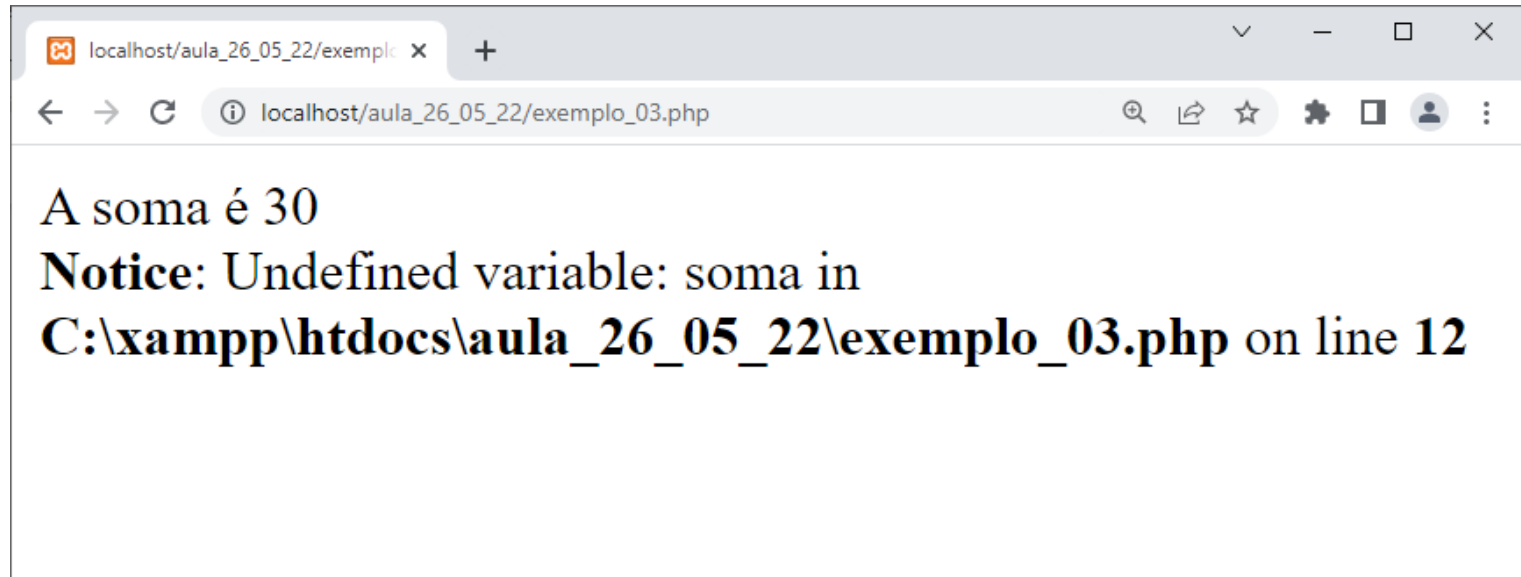 localhost/aula_26_05_22/exemplo
localhost/aula_26_05_22/exemplo_03.php
A soma é 30
Notice: Undefined variable: soma in
C:\xampp\htdocs\aula_26_05_22\exemplo_03.php on line 12